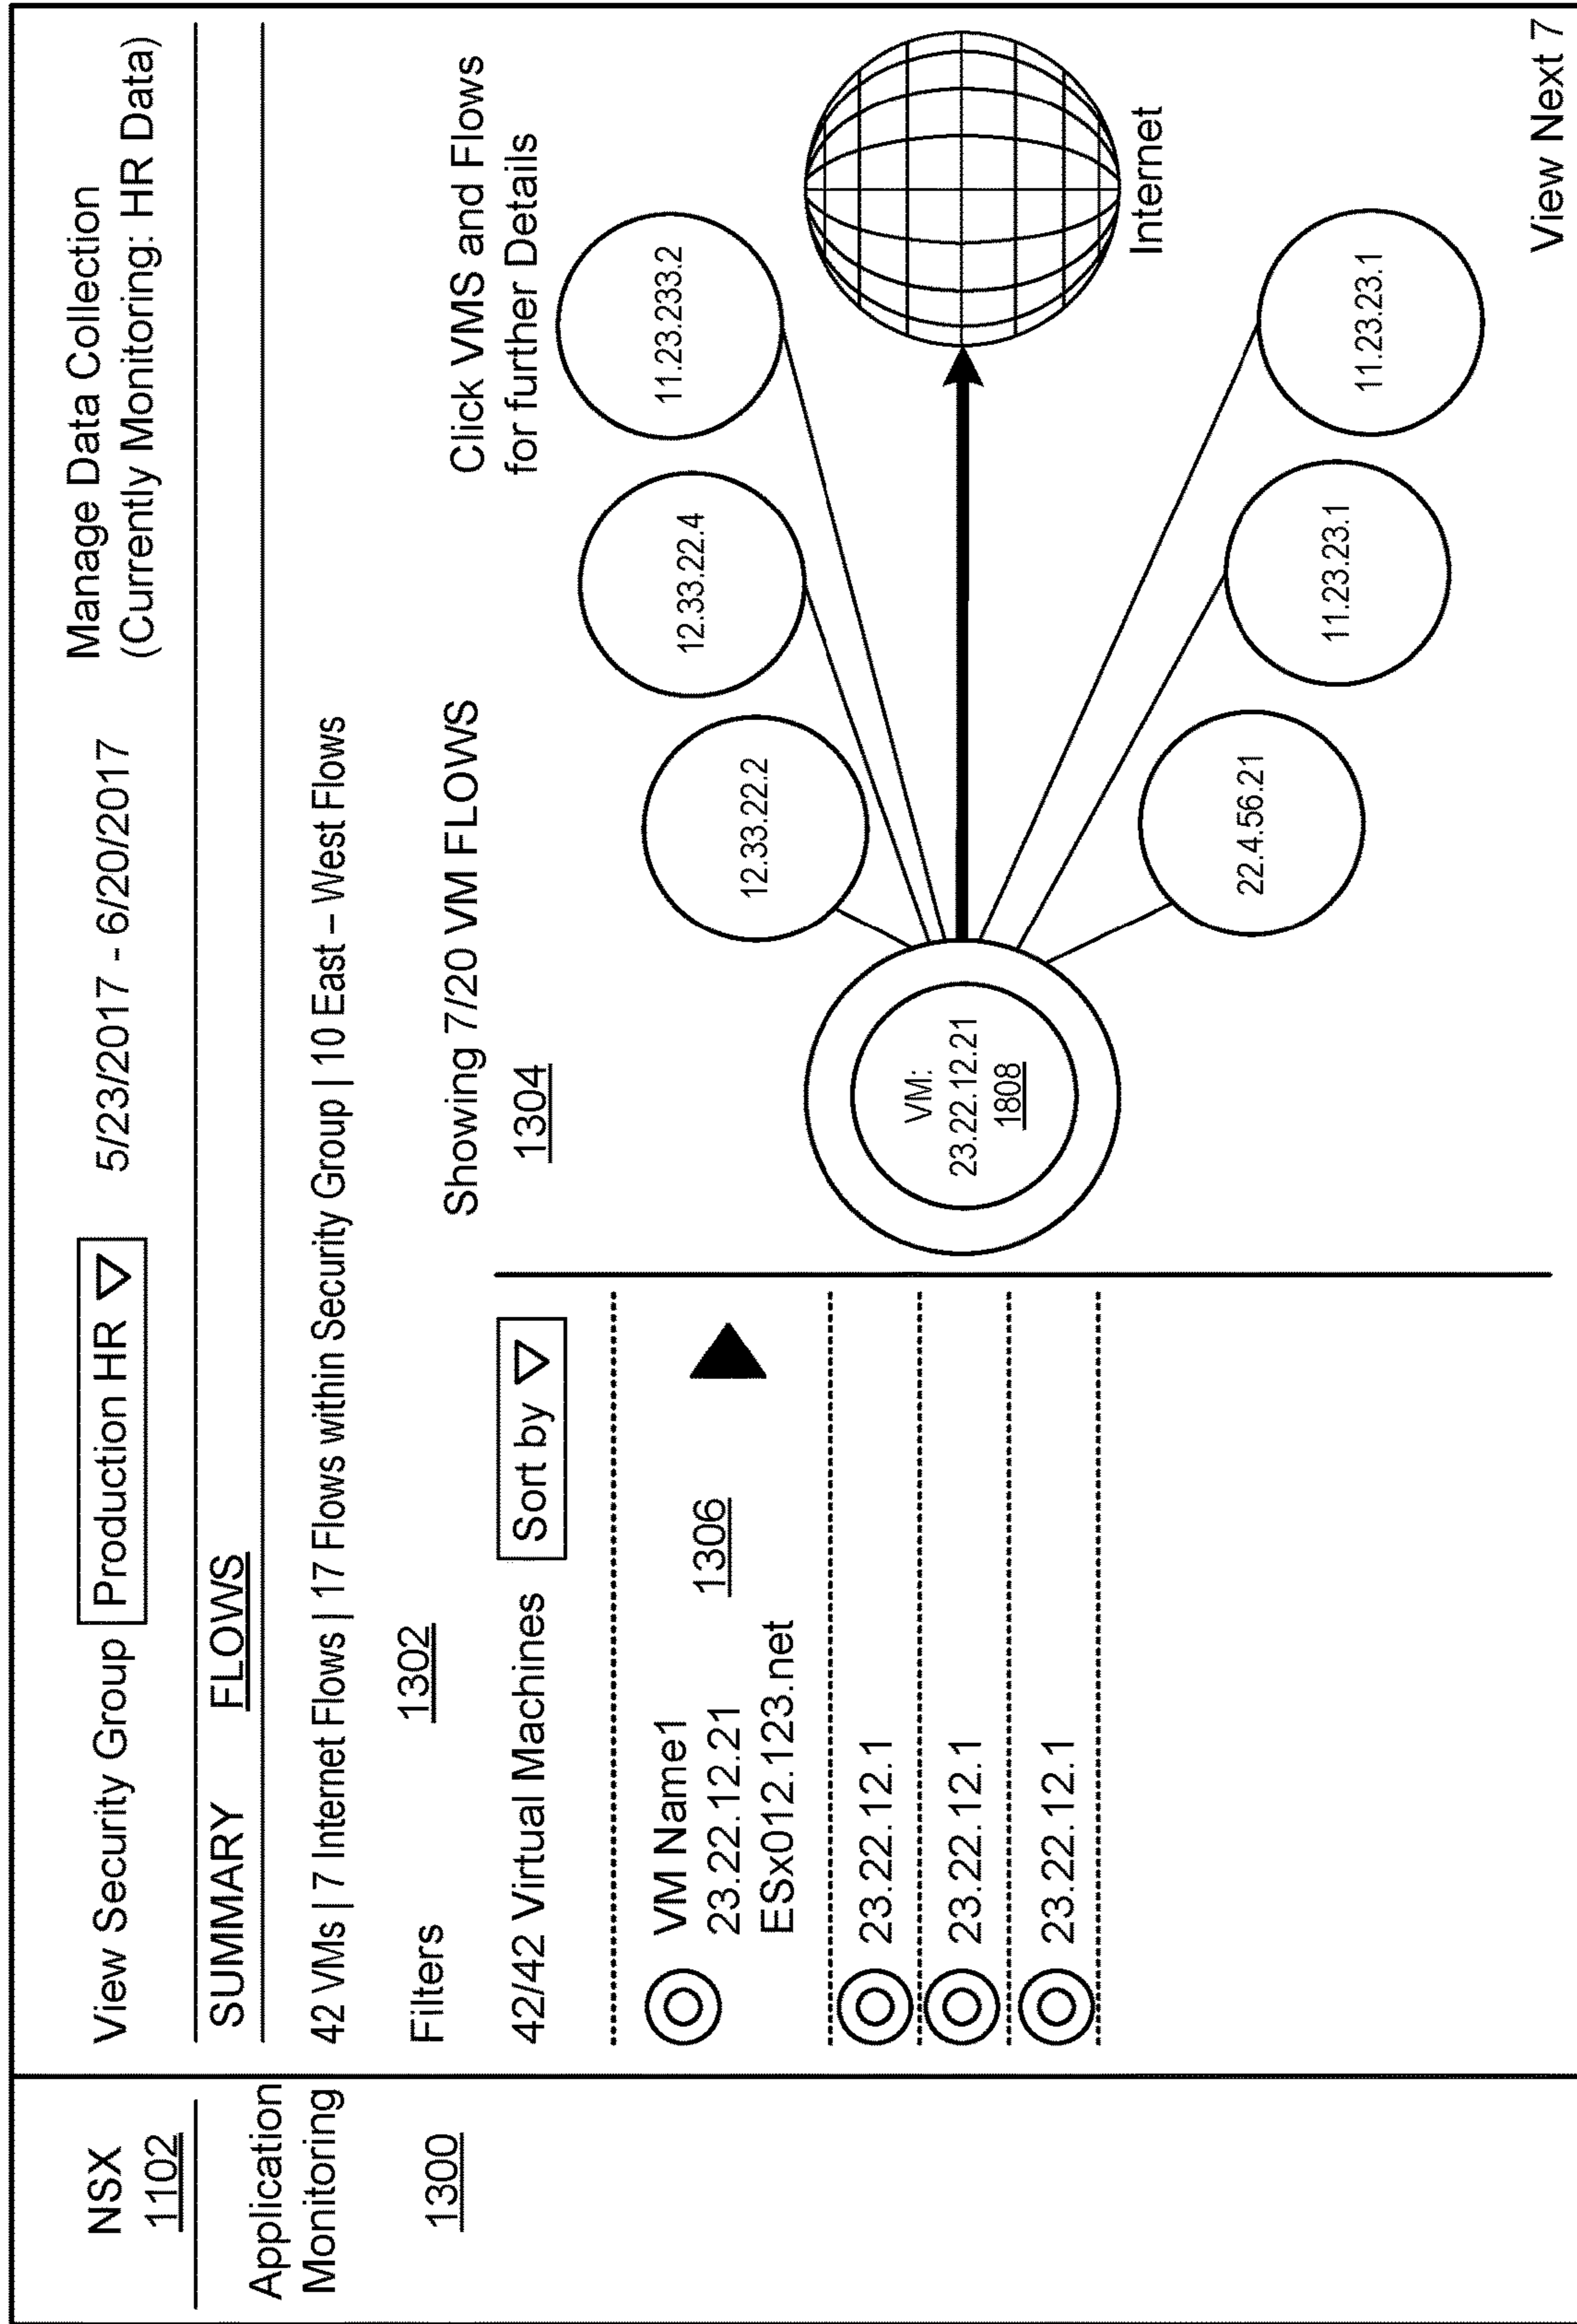 NSX
1102
Application
Monitoring
1300
View Security Group Production HR
5/23/2017 - 6/20/2017
Manage Data Collection
(Currently Monitoring: HR Data)
SUMMARY FLOWS
42 VMs | 7 Internet Flows | 17 Flows within Security Group | 10 East – West Flows
Filters 1302
42/42 Virtual Machines Sort by
VM Name1
23.22.12.21
ESx012.123.net
1306
23.22.12.1
23.22.12.1
23.22.12.1
Showing 7/20 VM FLOWS
1304
Click VMS and Flows
for further Details
VM:
23.22.12.21
1808
12.33.22.2
12.33.22.4
11.23.233.2
Internet
22.4.56.21
11.23.23.1
11.23.23.1
View Next 7